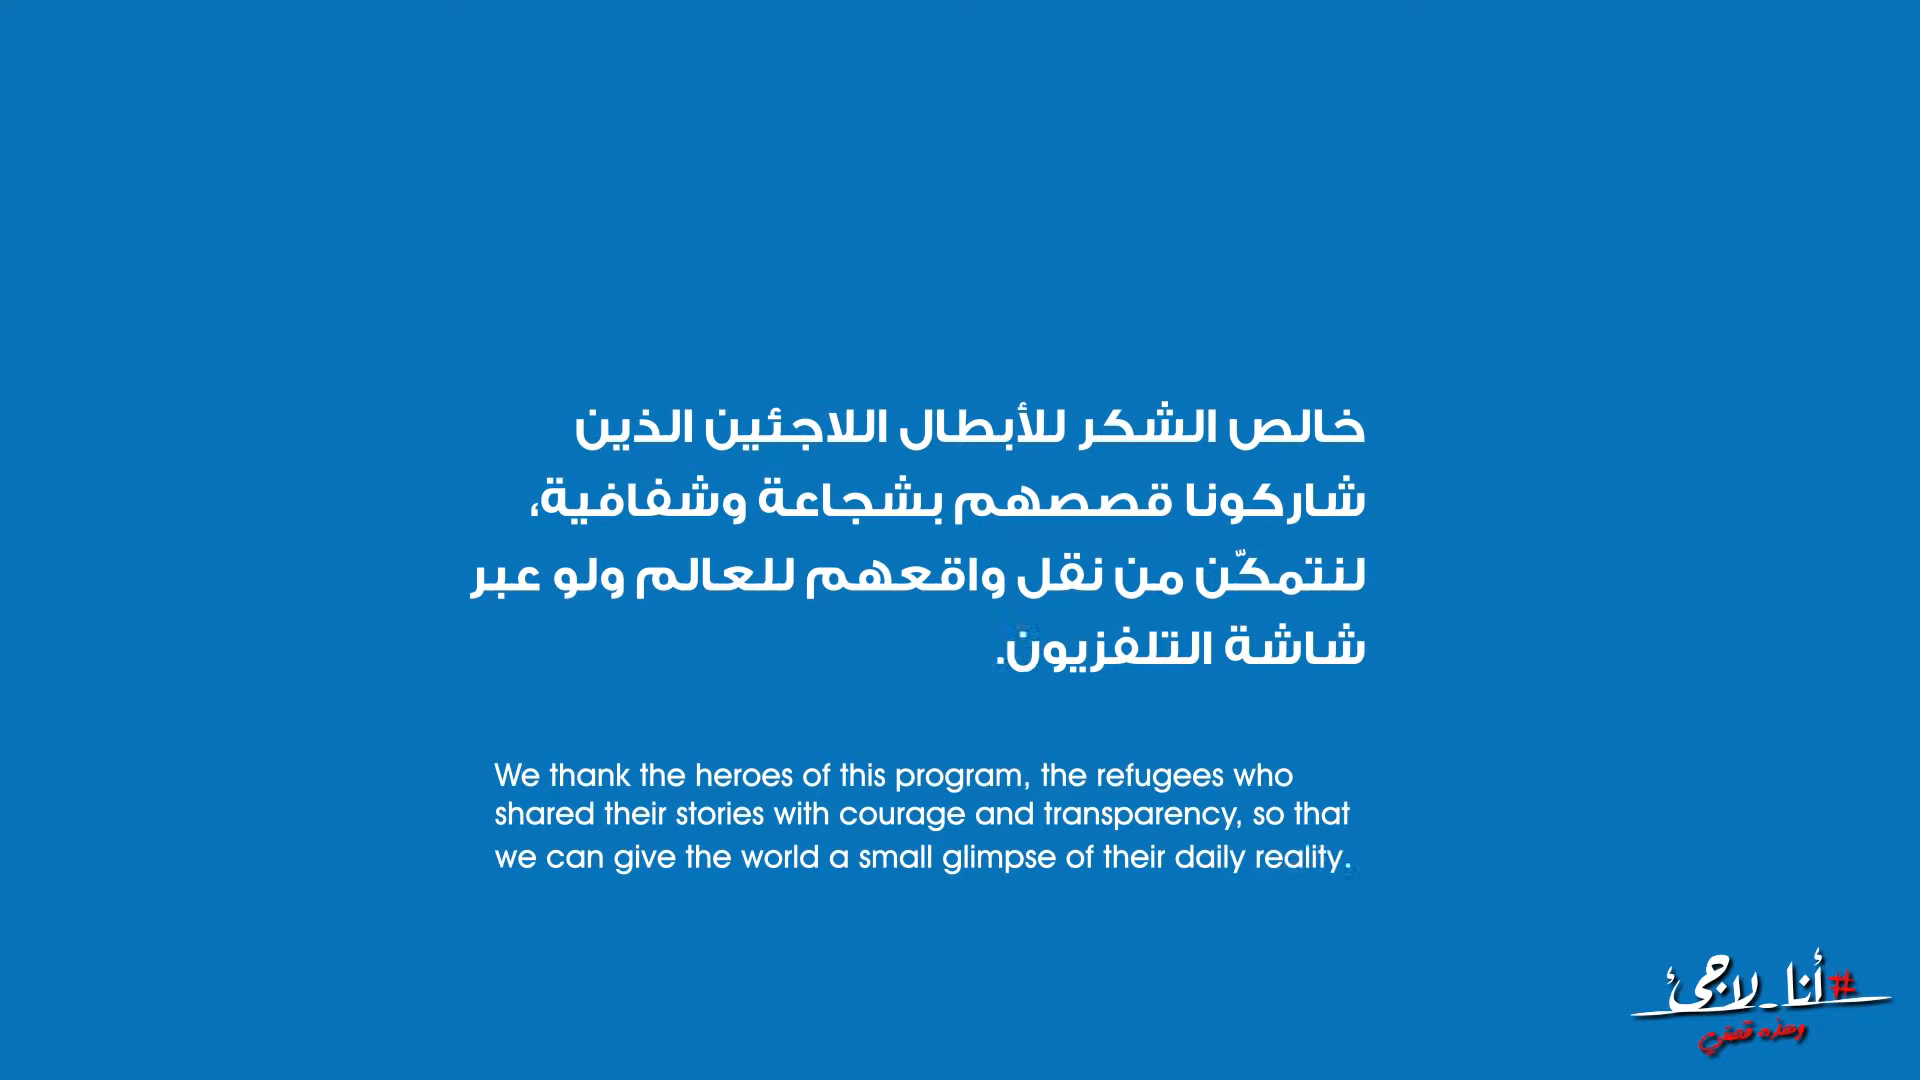 خالص الشكر للأبطال اللاجئين الذين
شاركونا قصصهم بشجاعة وشفافية،
لنتمكّن من نقل واقعهم للعالم ولو عبر
شاشة التلفزيون.
We thank the heroes of this program, the refugees who
shared their stories with courage and transparency, so that
we can give the world a small glimpse of their daily reality.
#أنا_لاجئ
وهذه قصتي